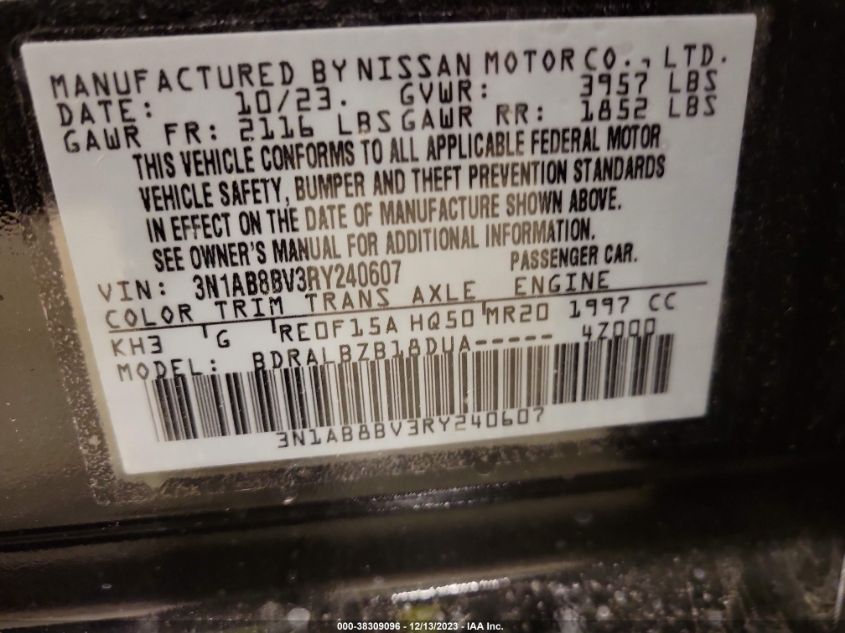 MANUFACTURED BY NISSAN MOTOR CO., LTD.
DATE: 10/23. GVWR: 3957 LBS
GAWR FR: 2116 LBS GAWR RR: 1852 LBS
THIS VEHICLE CONFORMS TO ALL APPLICABLE FEDERAL MOTOR
VEHICLE SAFETY, BUMPER AND THEFT PREVENTION STANDARDS
IN EFFECT ON THE DATE OF MANUFACTURE SHOWN ABOVE.
SEE OWNER'S MANUAL FOR ADDITIONAL INFORMATION.
VIN: 3N1AB8BV3RY240607 PASSENGER CAR.
COLOR TRIM TRANS AXLE ENGINE
KH3 G RE0F15A HQ50 MR20 1997 CC
MODEL: BDRALBZB18DUA----- 4Z000
3N1AB8BV3RY240607
000-38309096 - 12/13/2023 - © IAA Inc.